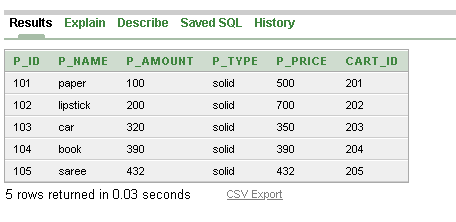 Results Explain Describe Saved SQL History
P_ID P_NAME P_AMOUNT P_TYPE P_PRICE CART_ID
101 paper 100 solid 500 201
102 lipstick 200 solid 700 202
103 car 320 solid 350 203
104 book 390 solid 390 204
105 saree 432 solid 432 205
5 rows returned in 0.03 seconds CSV Export